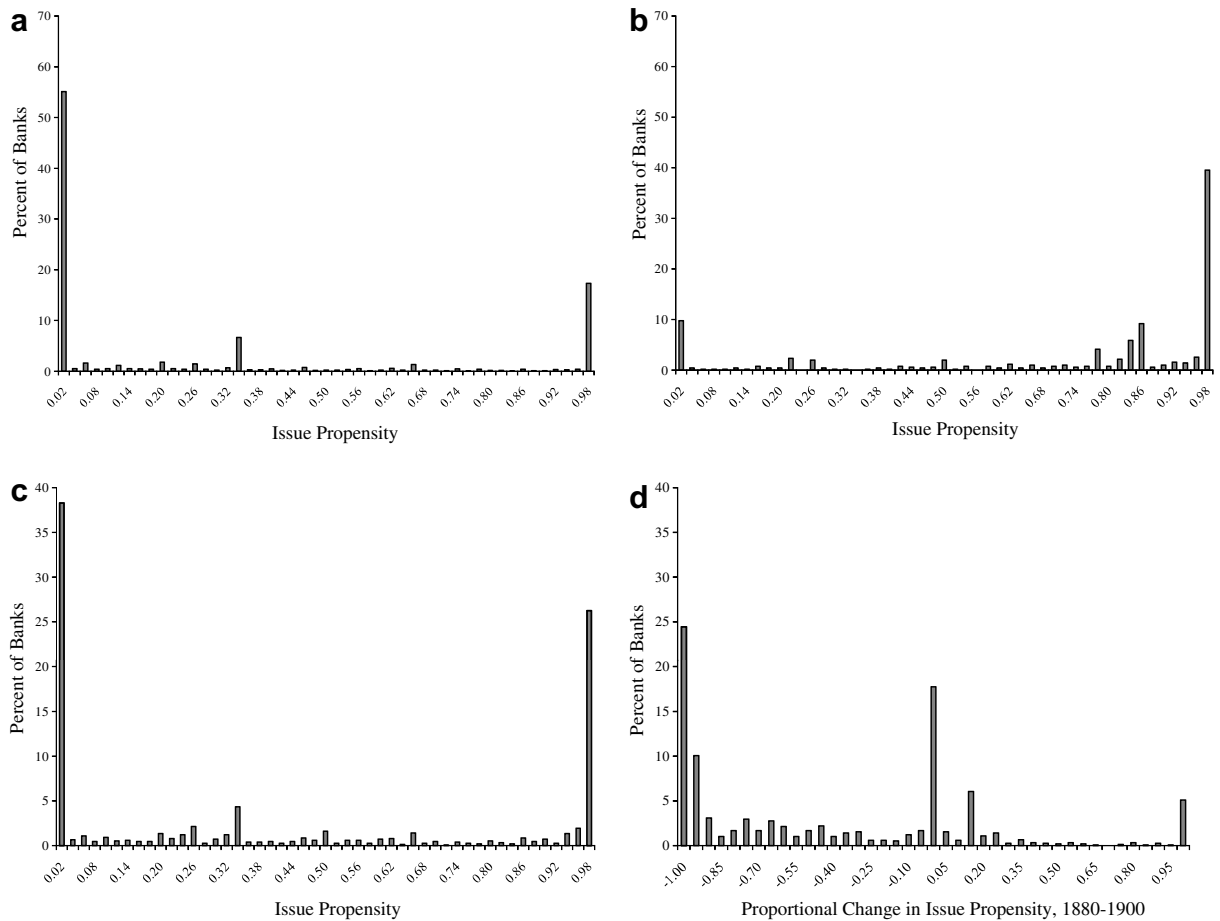 a
70
60
50
40
30
20
10
0
Percent of Banks
0.02 0.08 0.14 0.20 0.26 0.32 0.38 0.44 0.50 0.56 0.62 0.68 0.74 0.80 0.86 0.92 0.98
Issue Propensity
b
70
60
50
40
30
20
10
0
Percent of Banks
0.02 0.08 0.14 0.20 0.26 0.32 0.38 0.44 0.50 0.56 0.62 0.68 0.74 0.80 0.86 0.92 0.98
Issue Propensity
c
40
35
30
25
20
15
10
5
0
Percent of Banks
0.02 0.08 0.14 0.20 0.26 0.32 0.38 0.44 0.50 0.56 0.62 0.68 0.74 0.80 0.86 0.92 0.98
Issue Propensity
d
40
35
30
25
20
15
10
5
0
Percent of Banks
-1.00 -0.85 -0.70 -0.55 -0.40 -0.25 -0.10 0.05 0.20 0.35 0.50 0.65 0.80 0.95
Proportional Change in Issue Propensity, 1880-1900